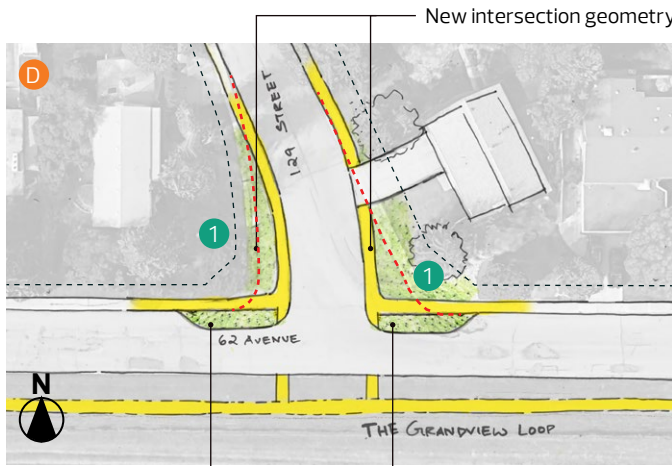 New intersection geometry
D
129 STREET
1
1
62 AVENUE
N
THE GRANDVIEW LOOP